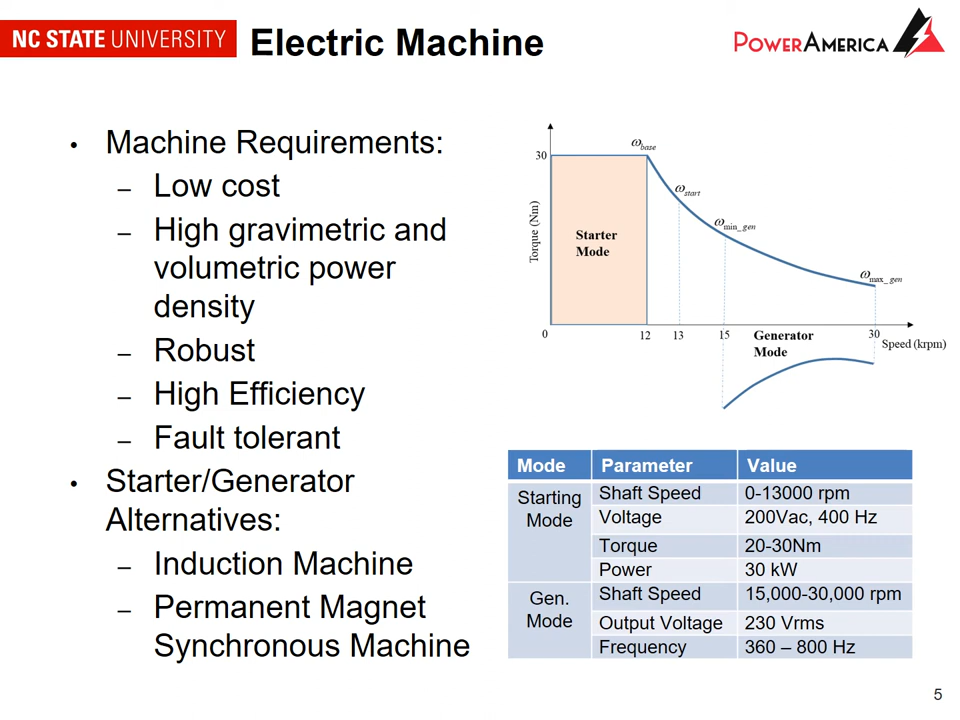 NC STATE UNIVERSITY
Electric Machine
POWERAMERICA
• Machine Requirements:
– Low cost
– High gravimetric and
volumetric power
density
– Robust
– High Efficiency
– Fault tolerant
• Starter/Generator
Alternatives:
– Induction Machine
– Permanent Magnet
Synchronous Machine
30
Torque (Nm)
ω base
ω start
ω min_gen
ω max_gen
Starter
Mode
0 12 13 15 30
Generator
Mode
Speed (krpm)
Mode Parameter Value
Starting
Mode
Shaft Speed 0-13000 rpm
Voltage 200Vac, 400 Hz
Torque 20-30Nm
Power 30 kW
Gen.
Mode
Shaft Speed 15,000-30,000 rpm
Output Voltage 230 Vrms
Frequency 360 – 800 Hz
5